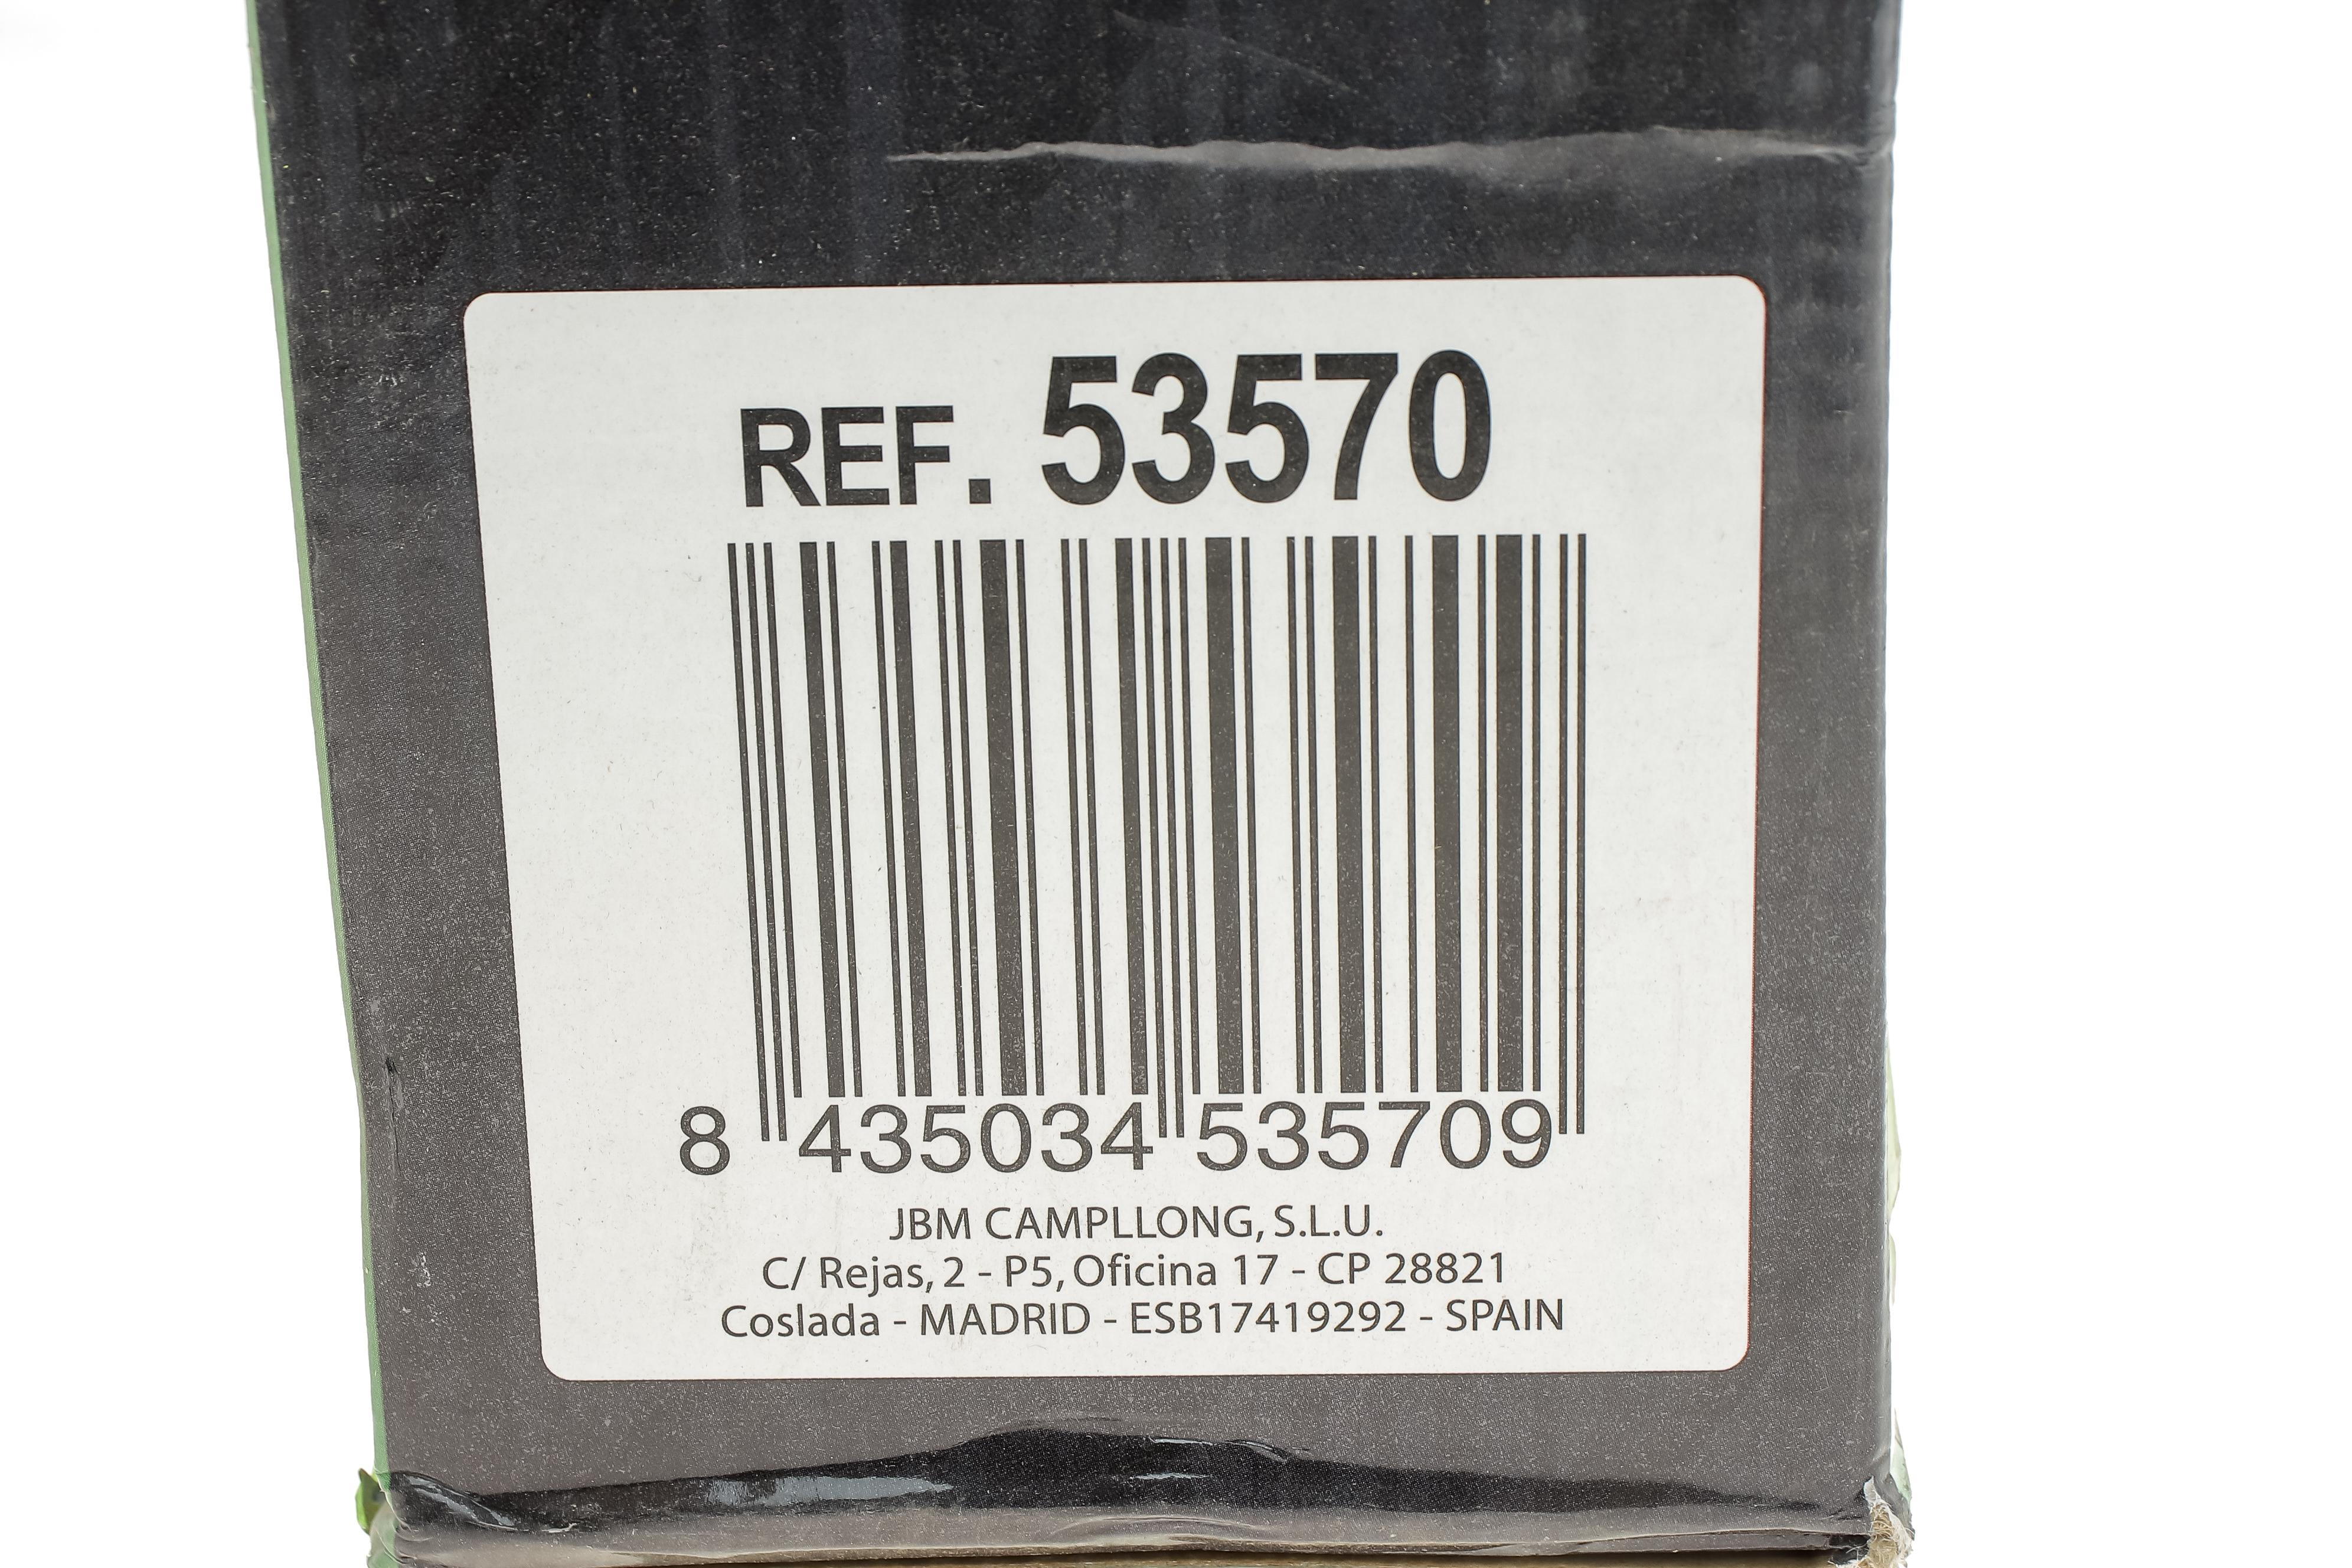 REF. 53570
8 435034 535709
JBM CAMPLLONG, S.L.U.
C/ Rejas, 2 - P5, Oficina 17 - CP 28821
Coslada - MADRID - ESB17419292 - SPAIN